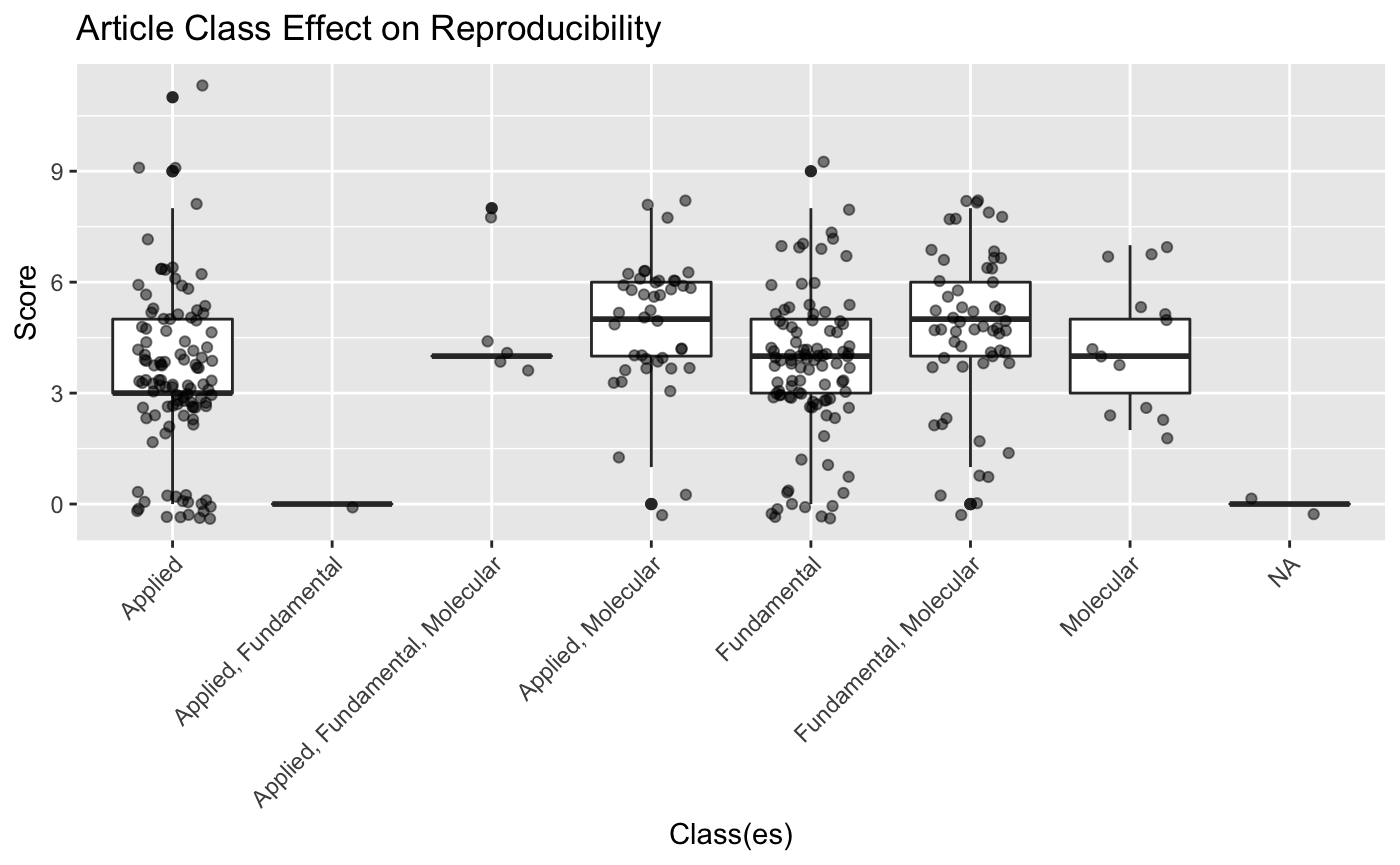 Article Class Effect on Reproducibility
Score
9
6
3
0
Applied
Applied, Fundamental
Applied, Fundamental, Molecular
Applied, Molecular
Fundamental
Fundamental, Molecular
Molecular
NA
Class(es)